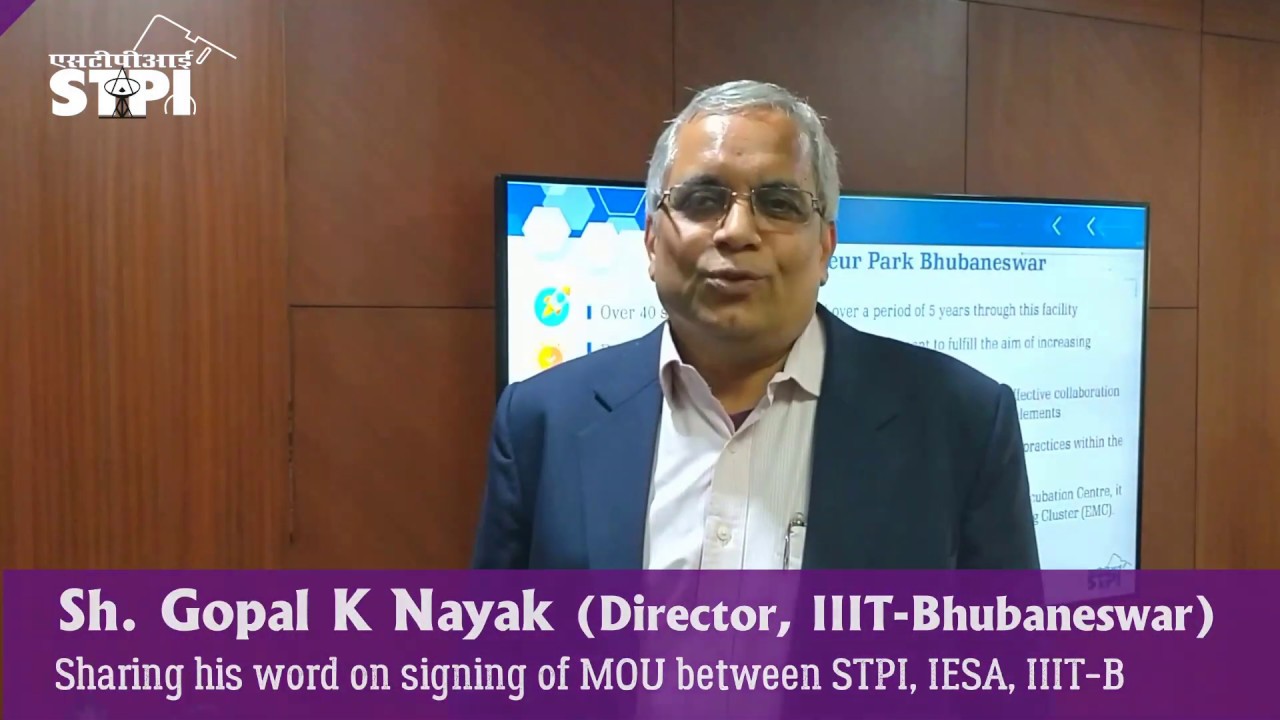 एसटीपीआई
STPI
eur Park Bhubaneswar
Over 40 s
over a period of 5 years through this facility
to fulfill the aim of increasing
ffective collaboration
lements
practices within the
cubation Centre, it
g Cluster (EMC).
STPI
Sh. Gopal K Nayak (Director, IIIT-Bhubaneswar)
Sharing his word on signing of MOU between STPI, IESA, IIIT-B